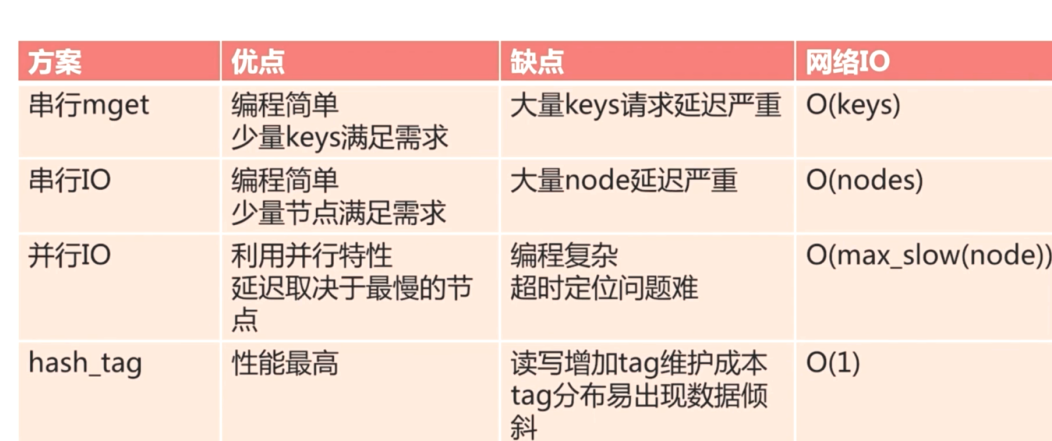 方案 优点 缺点 网络IO
串行mget 编程简单 大量keys请求延迟严重 O(keys)
少量keys满足需求
串行IO 编程简单 大量node延迟严重 O(nodes)
少量节点满足需求
并行IO 利用并行特性 编程复杂 O(max_slow(node))
延迟取决于最慢的节 超时定位问题难
点
hash_tag 性能最高 读写增加tag维护成本 O(1)
tag分布易出现数据倾
斜